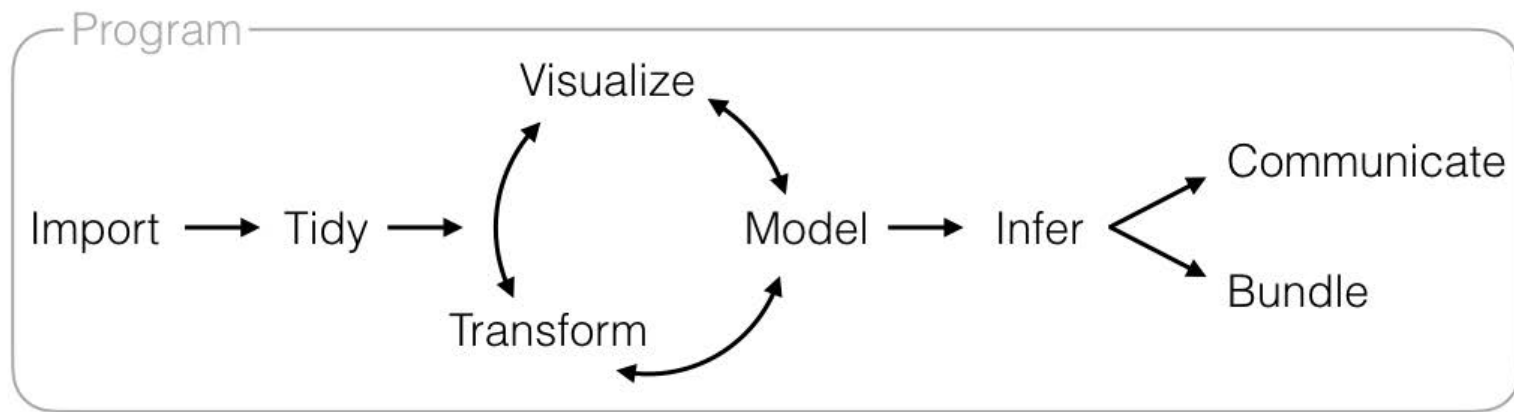 Program
Visualize
Communicate
Import
Tidy
Model
Infer
Bundle
Transform